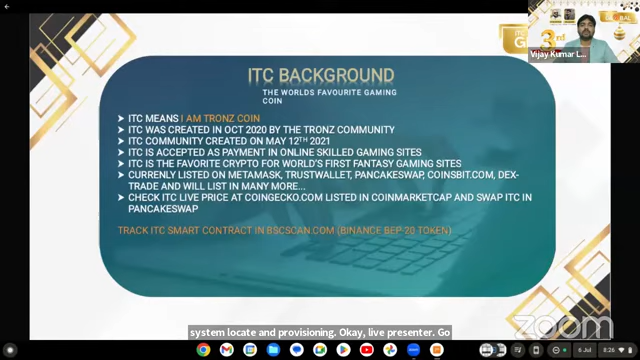 GLOBAL
3rd
Vijay Kumar L...
ITC BACKGROUND
THE WORLDS FAVOURITE GAMING
COIN
➤ ITC MEANS I AM TRONZ COIN
➤ ITC WAS CREATED IN OCT 2020 BY THE TRONZ COMMUNITY
➤ ITC COMMUNITY CREATED ON MAY 12TH 2021
➤ ITC IS ACCEPTED AS PAYMENT IN ONLINE SKILLED GAMING SITES
➤ ITC IS THE FAVORITE CRYPTO FOR WORLD'S FIRST FANTASY GAMING SITES
➤ CURRENLY LISTED ON METAMASK, TRUSTWALLET, PANCAKESWAP, COINSBIT.COM, DEX-
TRADE AND WILL LIST IN MANY MORE...
➤ CHECK ITC LIVE PRICE AT COINGECKO.COM LISTED IN COINMARKETCAP AND SWAP ITC IN
PANCAKESWAP
TRACK ITC SMART CONTRACT IN BSCSCAN.COM (BINANCE BEP-20 TOKEN)
system locate and provisioning. Okay, live presenter. Go
zoom
6 Jul
8:26